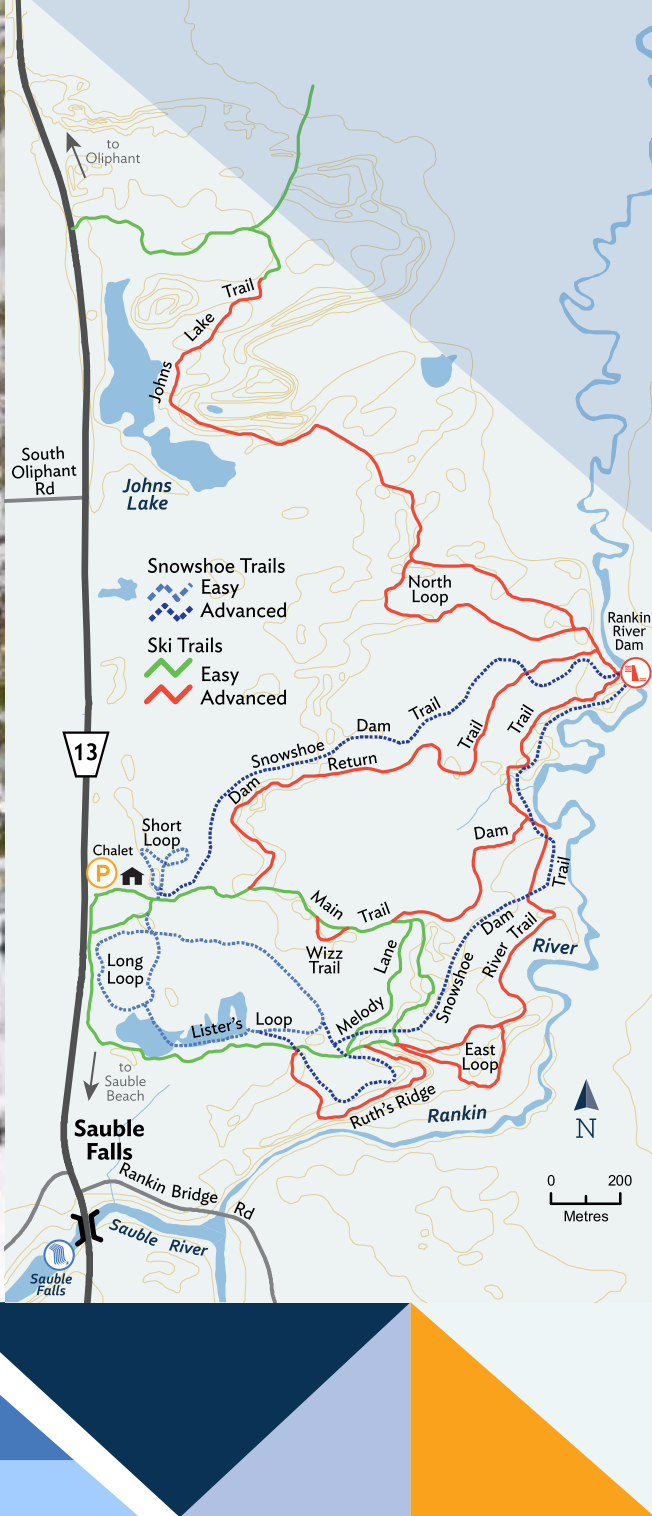 to
Oliphant
Johns Lake Trail
South
Oliphant
Rd
Johns
Lake
Snowshoe Trails
Easy
Advanced
Ski Trails
Easy
Advanced
North
Loop
Rankin
River
Dam
13
Snowshoe Dam Trail
Dam Return Trail
Trail
Dam
Short
Loop
Chalet
P
Main Trail
Wizz
Trail
Lane
Melody
Long
Loop
Lister's Loop
Snowshoe Dam Trail
River Trail
River
East
Loop
Ruth's Ridge
Rankin
to
Sauble
Beach
Sauble
Falls
Rankin Bridge Rd
Sauble River
Sauble
Falls
N
0 200
Metres